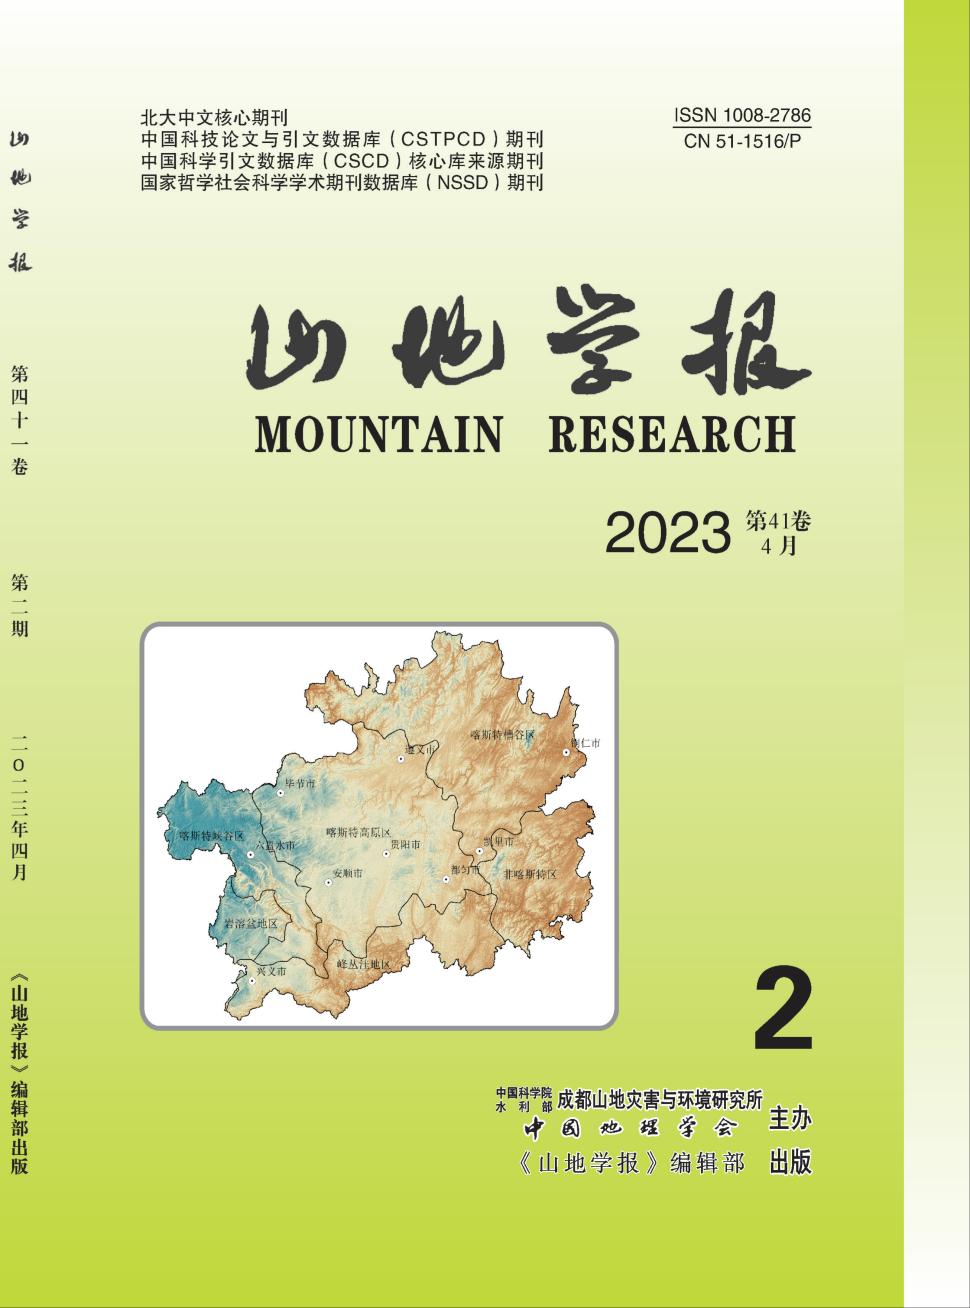 山地学报
第四十一卷
第二期
二〇二三年四月
《山地学报》编辑部出版
北大中文核心期刊
中国科技论文与引文数据库(CSTPCD)期刊
中国科学引文数据库(CSCD)核心库来源期刊
国家哲学社会科学学术期刊数据库(NSSD)期刊
ISSN 1008-2786
CN 51-1516/P
山地学报
MOUNTAIN RESEARCH
2023 第41卷
4月
喀斯特槽谷区
铜仁市
遵义市
毕节市
喀斯特峡谷区
六盘水市
喀斯特高原区
贵阳市
凯里市
安顺市
都匀市
非喀斯特区
岩溶盆地区
峰丛洼地区
兴义市
2
中国科学院
水利部
成都山地灾害与环境研究所
中国地理学会
主办
《山地学报》编辑部 出版